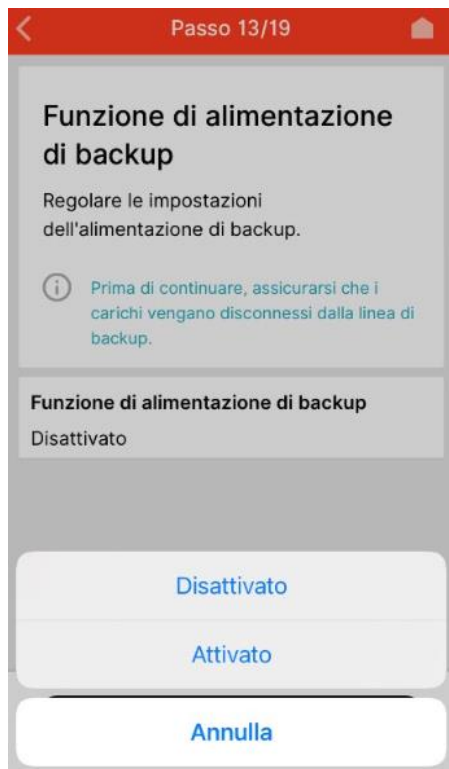 Passo 13/19
Funzione di alimentazione
di backup
Regolare le impostazioni
dell'alimentazione di backup.
Prima di continuare, assicurarsi che i
carichi vengano disconnessi dalla linea di
backup.
Funzione di alimentazione di backup
Disattivato
Disattivato
Attivato
Annulla